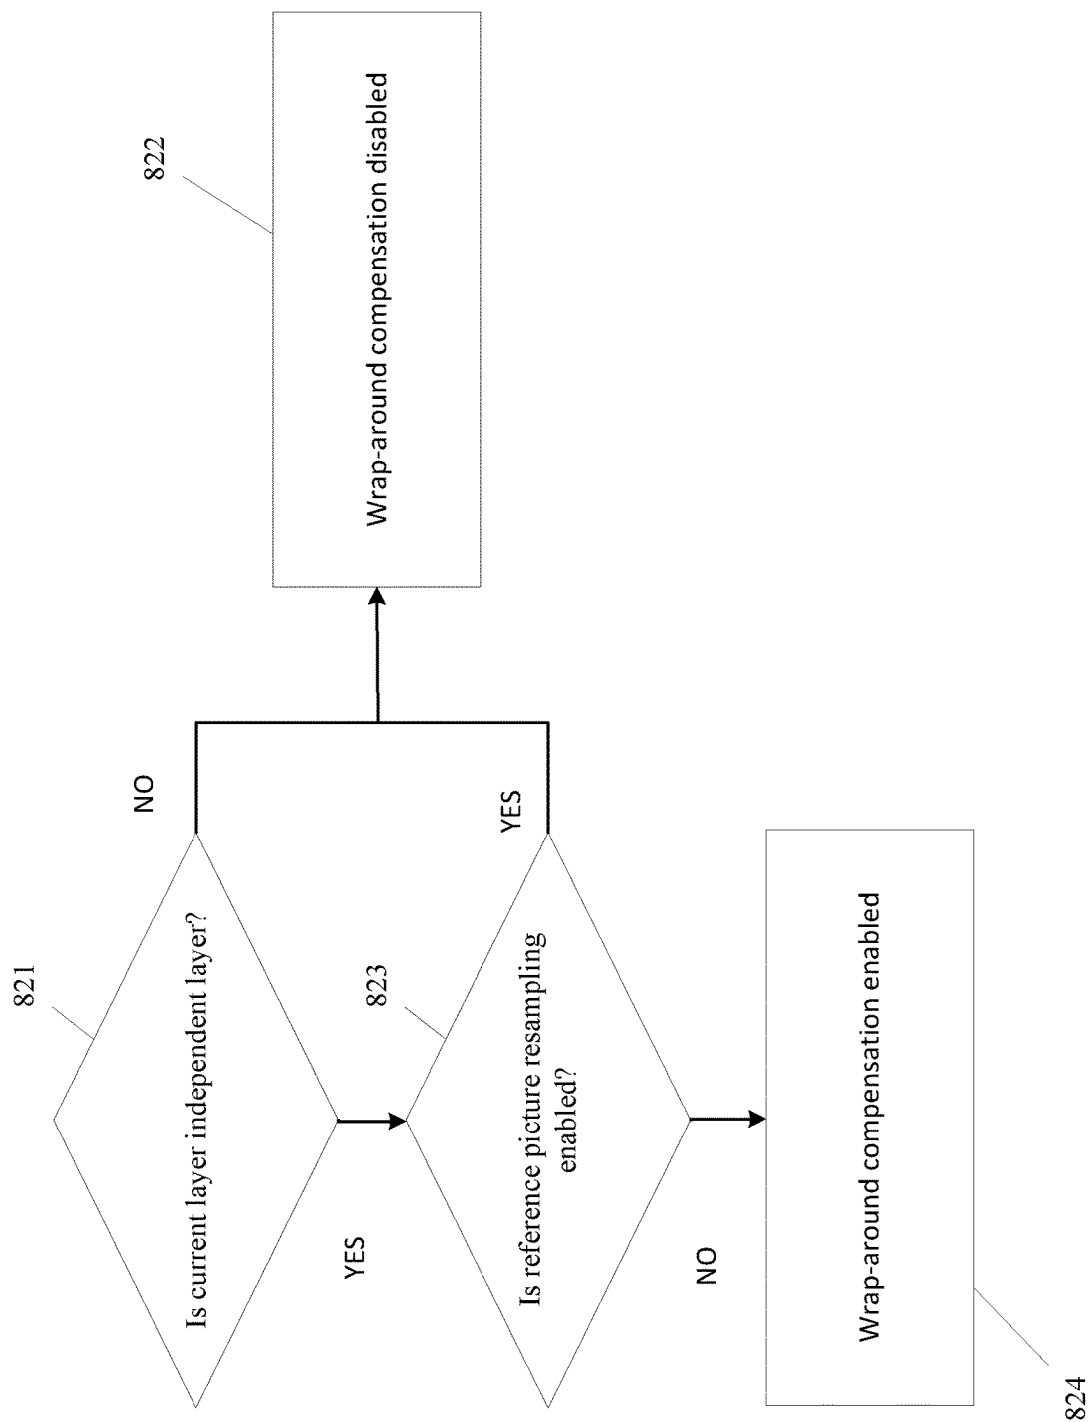 821
Is current layer independent layer?
NO
822
Wrap-around compensation disabled
YES
823
Is reference picture resampling
enabled?
YES
NO
Wrap-around compensation enabled
824